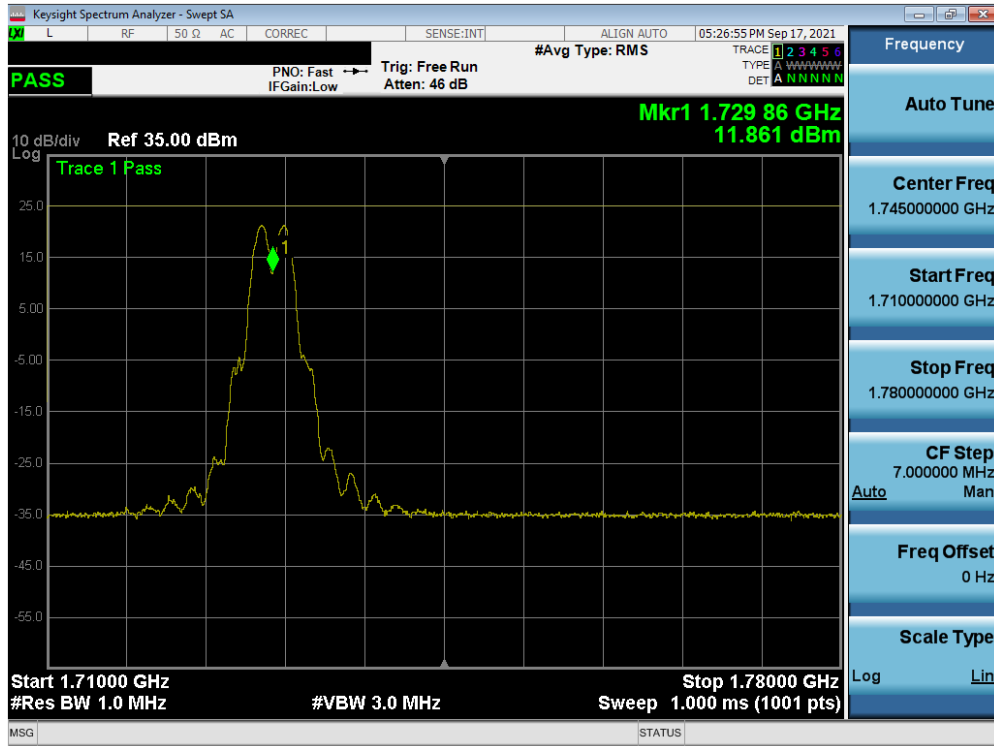 Keysight Spectrum Analyzer - Swept SA
LXI L RF 50 Ω AC CORREC SENSE:INT ALIGN AUTO 05:26:55 PM Sep 17, 2021
PASS
PNO: Fast
IFGain:Low
Trig: Free Run
Atten: 46 dB
#Avg Type: RMS
TRACE 1 2 3 4 5 6
TYPE A WWWWW
DET A N N N N N
Mkr1 1.729 86 GHz
11.861 dBm
10 dB/div Ref 35.00 dBm
Log
Trace 1 Pass
1
25.0
15.0
5.00
-5.00
-15.0
-25.0
-35.0
-45.0
-55.0
Start 1.71000 GHz Stop 1.78000 GHz
#Res BW 1.0 MHz #VBW 3.0 MHz Sweep 1.000 ms (1001 pts)
MSG STATUS
Frequency
Auto Tune
Center Freq
1.745000000 GHz
Start Freq
1.710000000 GHz
Stop Freq
1.780000000 GHz
CF Step
7.000000 MHz
Auto Man
Freq Offset
0 Hz
Scale Type
Log Lin